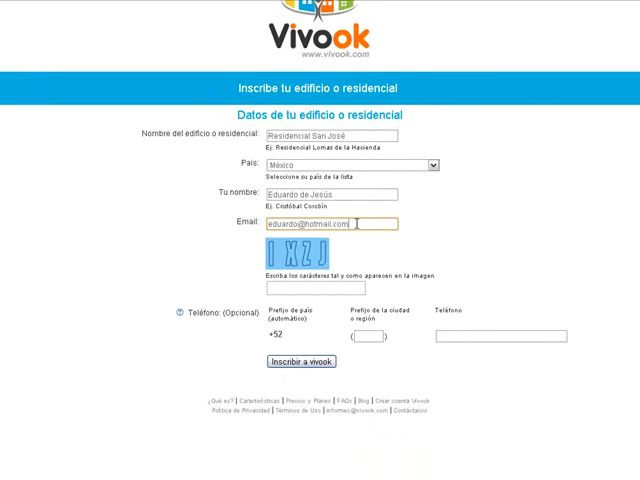 Vivook
www.vivook.com
Inscribe tu edificio o residencial
Datos de tu edificio o residencial
Nombre del edificio o residencial: Residencial San José
Ej. Residencial Lomas de la Hacienda
País: México
Seleccione su país de la lista
Tu nombre: Eduardo de Jesús
Ej. Cristóbal Corobín
Email: eduardo@hotmail.com
I X Z J
Escriba los carácteres tal y como aparecen en la imagen
Teléfono: (Opcional) Prefijo de país (automático) Prefijo de la ciudad o región Teléfono
+52 ( )
Inscribir a vivook
¿Qué es? | Características | Precios y Planes | FAQs | Blog | Crear cuenta Vivook
Política de Privacidad | Términos de Uso | informes@vivook.com | Contáctanos